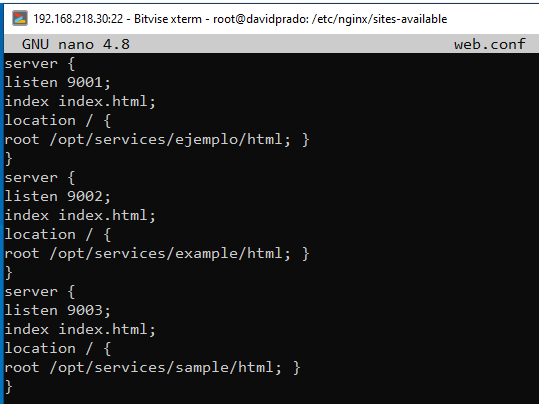 192.168.218.30:22 - Bitvise xterm - root@davidprado: /etc/nginx/sites-available
GNU nano 4.8 web.conf
server {
listen 9001;
index index.html;
location / {
root /opt/services/ejemplo/html; }
}
server {
listen 9002;
index index.html;
location / {
root /opt/services/example/html; }
}
server {
listen 9003;
index index.html;
location / {
root /opt/services/sample/html; }
}